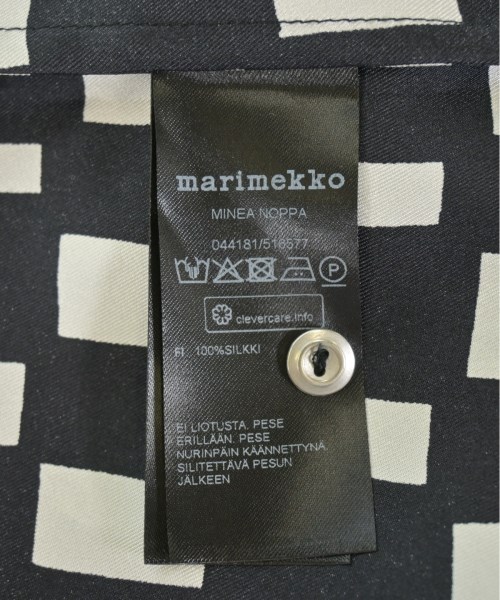 marimekko
MINEA NOPPA
044181/516577
P
clevercare.info
FI 100%SILKKI
EI LIOTUSTA. PESE
ERILLÄÄN. PESE
NURINPÄIN KÄÄNNETTYNÄ.
SILITETTÄVÄ PESUN
JÄLKEEN